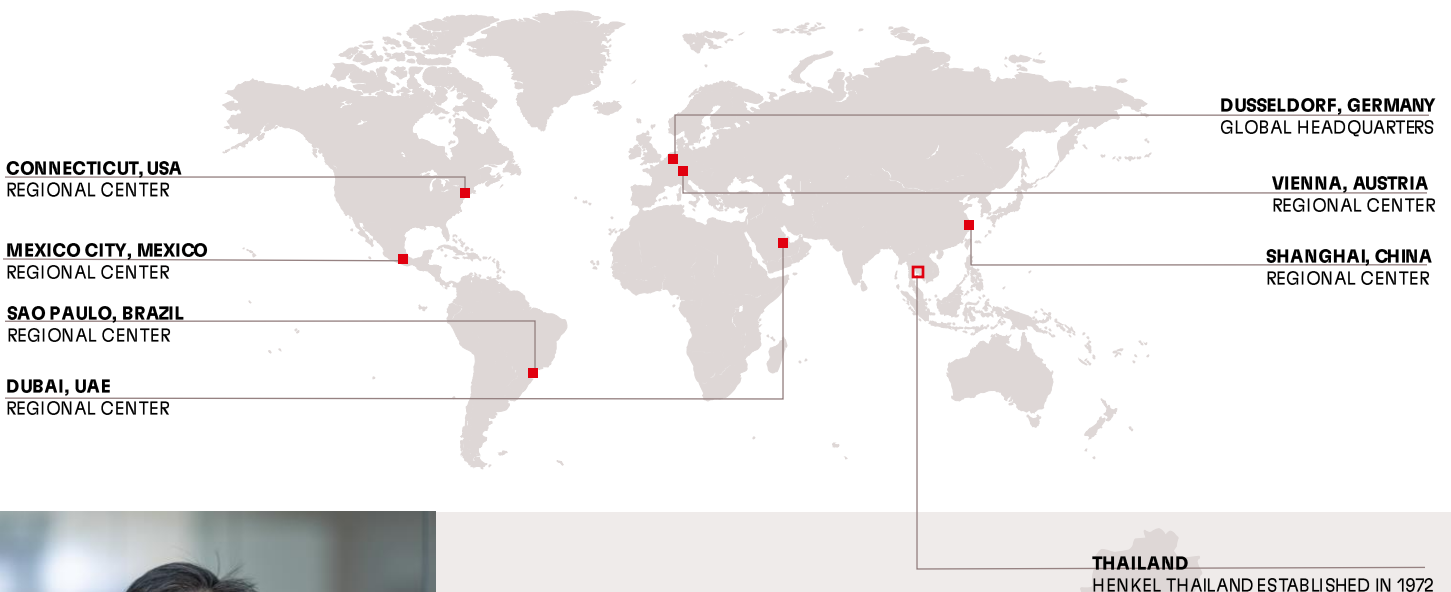 CONNECTICUT, USA
REGIONAL CENTER
MEXICO CITY, MEXICO
REGIONAL CENTER
SAO PAULO, BRAZIL
REGIONAL CENTER
DUBAI, UAE
REGIONAL CENTER
DUSSELDORF, GERMANY
GLOBAL HEADQUARTERS
VIENNA, AUSTRIA
REGIONAL CENTER
SHANGHAI, CHINA
REGIONAL CENTER
THAILAND
HENKEL THAILAND ESTABLISHED IN 1972